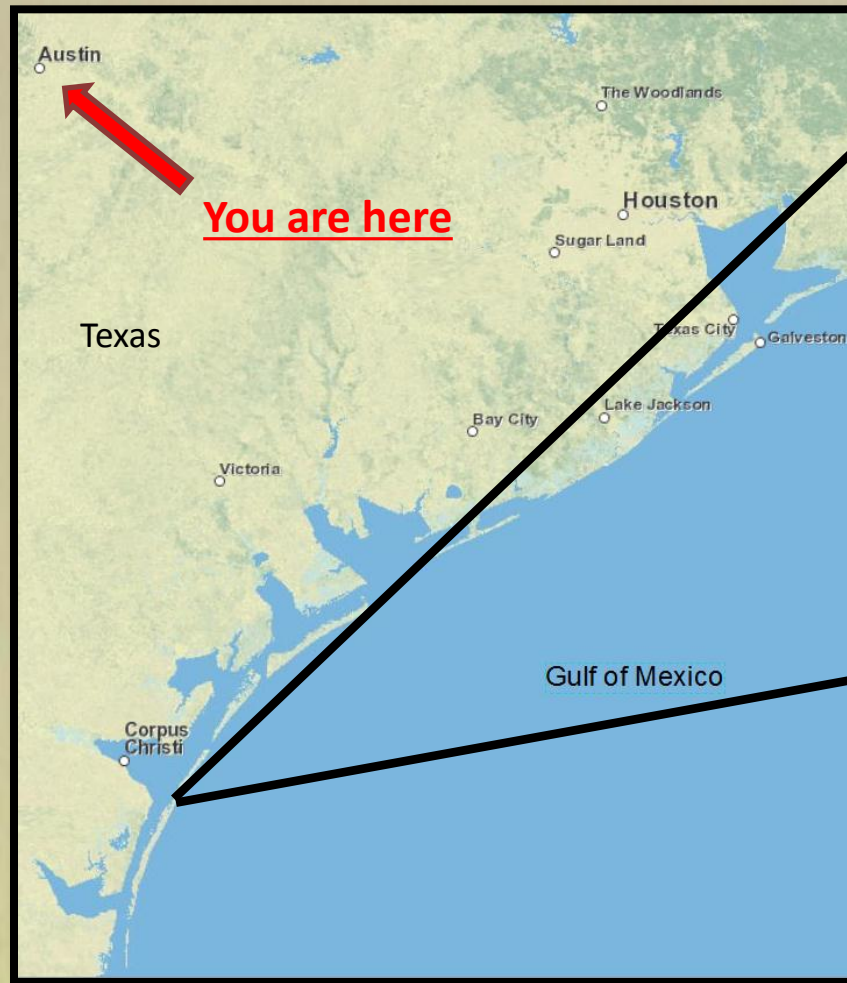 Austin
The Woodlands
You are here
Houston
Sugar Land
Texas
Texas City
Galveston
Lake Jackson
Bay City
Victoria
Gulf of Mexico
Corpus
Christi